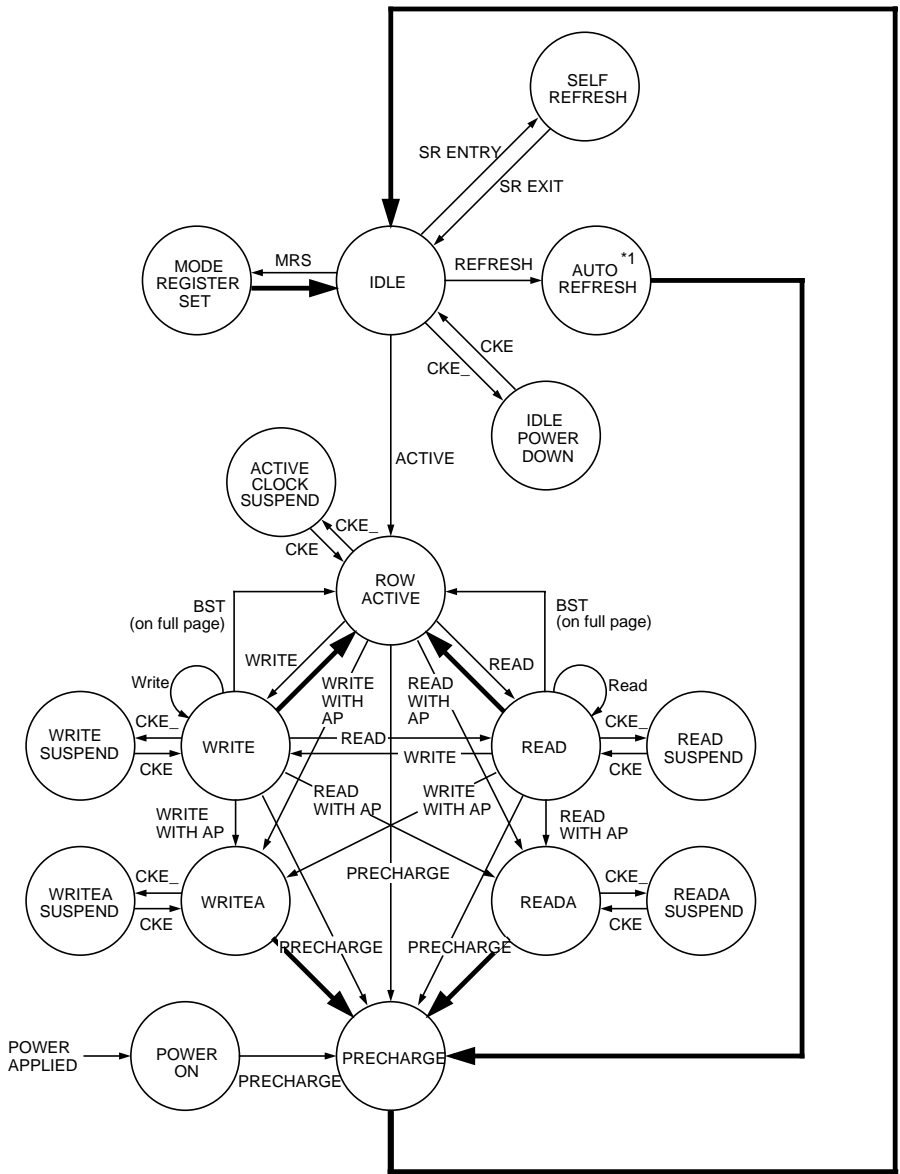 SELF
REFRESH
SR ENTRY
SR EXIT
MODE
REGISTER
SET
MRS
IDLE
REFRESH
*1
AUTO
REFRESH
CKE
CKE_
IDLE
POWER
DOWN
ACTIVE
ACTIVE
CLOCK
SUSPEND
CKE_
CKE
ROW
ACTIVE
BST
(on full page)
BST
(on full page)
WRITE
READ
Write
WRITE
WITH
AP
READ
WITH
AP
Read
WRITE
SUSPEND
CKE_
CKE
WRITE
READ
WRITE
READ
CKE_
CKE
READ
SUSPEND
READ
WITH AP
WRITE
WITH AP
WRITE
WITH AP
READ
WITH AP
WRITEA
SUSPEND
CKE_
CKE
WRITEA
PRECHARGE
READA
CKE_
CKE
READA
SUSPEND
PRECHARGE
PRECHARGE
POWER
APPLIED
POWER
ON
PRECHARGE
PRECHARGE